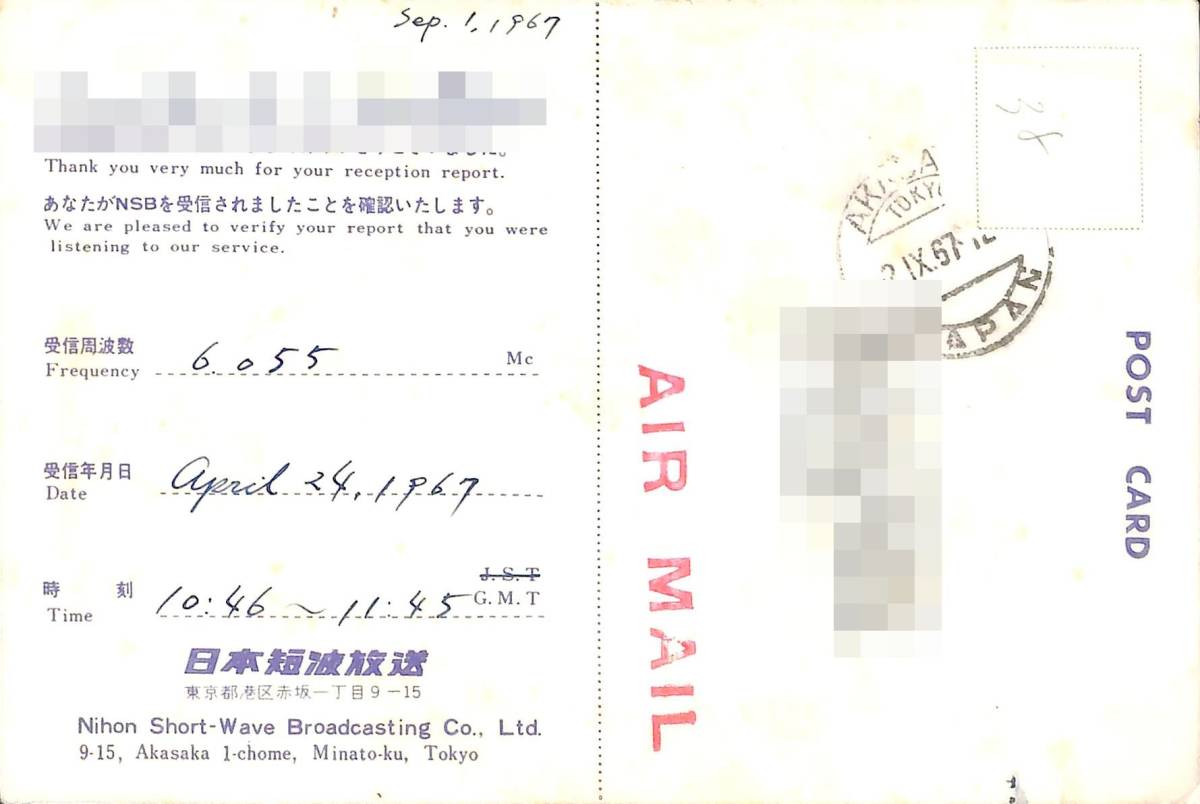 Sep. 1, 1967
Thank you very much for your reception report.
あなたがNSBを受信されましたことを確認いたします。
We are pleased to verify your report that you were
listening to our service.
受信周波数
Frequency 6.055 Mc
受信年月日
Date April 24, 1967
時 刻 J.S.T
Time 10:46 ~ 11:45 G.M.T
日本短波放送
東京都港区赤坂一丁目9-15
Nihon Short-Wave Broadcasting Co., Ltd.
9-15, Akasaka 1-chome, Minato-ku, Tokyo
38
TOKYO
IX.67
AIR MAIL
POST CARD